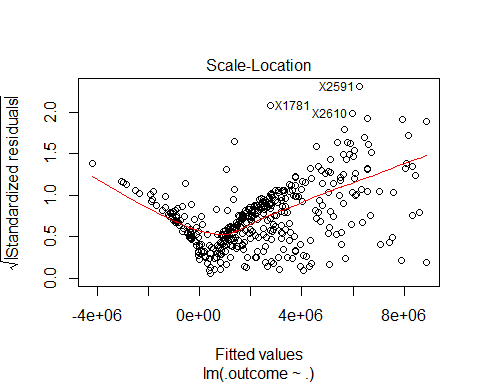 Scale-Location
√|Standardized residuals|
2.0
1.5
1.0
0.5
0.0
X2591
X1781
X2610
-4e+06 0e+00 4e+06 8e+06
Fitted values
lm(.outcome ~ .)